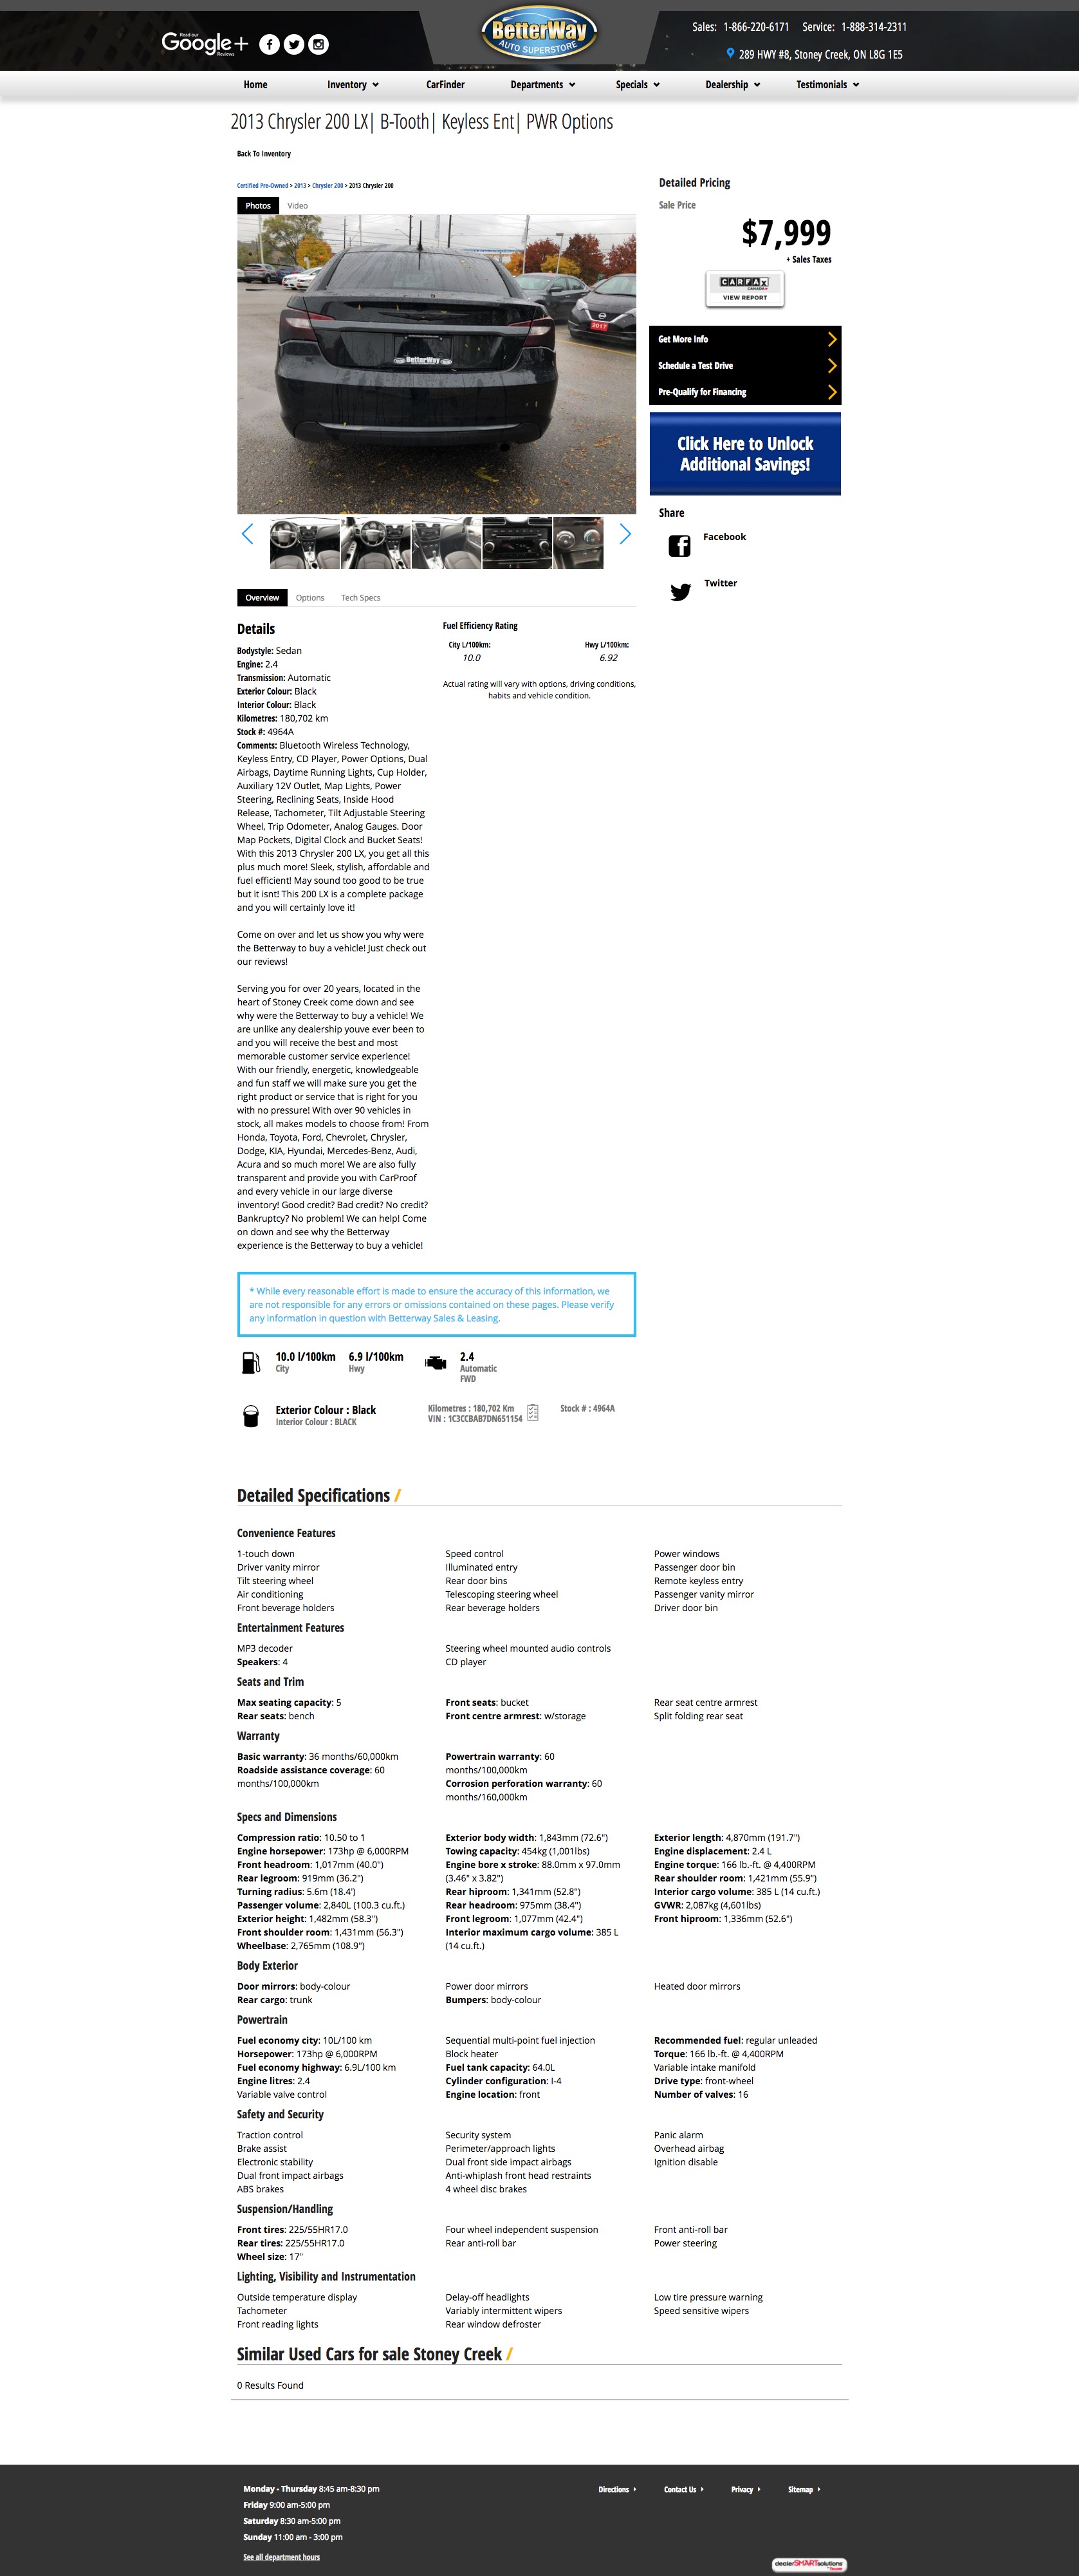 Read our
Google+
Reviews
BetterWay
AUTO SUPERSTORE
Sales: 1-866-220-6171 Service: 1-888-314-2311
289 HWY #8, Stoney Creek, ON L8G 1E5
Home Inventory CarFinder Departments Specials Dealership Testimonials
2013 Chrysler 200 LX| B-Tooth| Keyless Ent| PWR Options
Back To Inventory
Certified Pre-Owned > 2013 > Chrysler 200 > 2013 Chrysler 200
Photos Video
BetterWay
2017
Detailed Pricing
Sale Price
$7,999
+ Sales Taxes
CARFAX
CANADA
VIEW REPORT
Get More Info
Schedule a Test Drive
Pre-Qualify for Financing
Click Here to Unlock
Additional Savings!
Share
Facebook
Twitter
Overview Options Tech Specs
Details
Bodystyle: Sedan
Engine: 2.4
Transmission: Automatic
Exterior Colour: Black
Interior Colour: Black
Kilometres: 180,702 km
Stock #: 4964A
Comments: Bluetooth Wireless Technology,
Keyless Entry, CD Player, Power Options, Dual
Airbags, Daytime Running Lights, Cup Holder,
Auxiliary 12V Outlet, Map Lights, Power
Steering, Reclining Seats, Inside Hood
Release, Tachometer, Tilt Adjustable Steering
Wheel, Trip Odometer, Analog Gauges. Door
Map Pockets, Digital Clock and Bucket Seats!
With this 2013 Chrysler 200 LX, you get all this
plus much more! Sleek, stylish, affordable and
fuel efficient! May sound too good to be true
but it isnt! This 200 LX is a complete package
and you will certainly love it!
Come on over and let us show you why were
the Betterway to buy a vehicle! Just check out
our reviews!
Serving you for over 20 years, located in the
heart of Stoney Creek come down and see
why were the Betterway to buy a vehicle! We
are unlike any dealership youve ever been to
and you will receive the best and most
memorable customer service experience!
With our friendly, energetic, knowledgeable
and fun staff we will make sure you get the
right product or service that is right for you
with no pressure! With over 90 vehicles in
stock, all makes models to choose from! From
Honda, Toyota, Ford, Chevrolet, Chrysler,
Dodge, KIA, Hyundai, Mercedes-Benz, Audi,
Acura and so much more! We are also fully
transparent and provide you with CarProof
and every vehicle in our large diverse
inventory! Good credit? Bad credit? No credit?
Bankruptcy? No problem! We can help! Come
on down and see why the Betterway
experience is the Betterway to buy a vehicle!
Fuel Efficiency Rating
City L/100km: Hwy L/100km:
10.0 6.92
Actual rating will vary with options, driving conditions,
habits and vehicle condition.
* While every reasonable effort is made to ensure the accuracy of this information, we
are not responsible for any errors or omissions contained on these pages. Please verify
any information in question with Betterway Sales & Leasing.
10.0 l/100km 6.9 l/100km 2.4
City Hwy Automatic
FWD
Exterior Colour : Black
Interior Colour : BLACK
Kilometres : 180,702 Km
VIN : 1C3CCBAB7DN651154
Stock # : 4964A
Detailed Specifications /
Convenience Features
1-touch down Speed control Power windows
Driver vanity mirror Illuminated entry Passenger door bin
Tilt steering wheel Rear door bins Remote keyless entry
Air conditioning Telescoping steering wheel Passenger vanity mirror
Front beverage holders Rear beverage holders Driver door bin
Entertainment Features
MP3 decoder Steering wheel mounted audio controls
Speakers: 4 CD player
Seats and Trim
Max seating capacity: 5 Front seats: bucket Rear seat centre armrest
Rear seats: bench Front centre armrest: w/storage Split folding rear seat
Warranty
Basic warranty: 36 months/60,000km
Roadside assistance coverage: 60
months/100,000km
Powertrain warranty: 60
months/100,000km
Corrosion perforation warranty: 60
months/160,000km
Specs and Dimensions
Compression ratio: 10.50 to 1
Engine horsepower: 173hp @ 6,000RPM
Front headroom: 1,017mm (40.0")
Rear legroom: 919mm (36.2")
Turning radius: 5.6m (18.4')
Passenger volume: 2,840L (100.3 cu.ft.)
Exterior height: 1,482mm (58.3")
Front shoulder room: 1,431mm (56.3")
Wheelbase: 2,765mm (108.9")
Exterior body width: 1,843mm (72.6")
Towing capacity: 454kg (1,001lbs)
Engine bore x stroke: 88.0mm x 97.0mm
(3.46" x 3.82")
Rear hiproom: 1,341mm (52.8")
Rear headroom: 975mm (38.4")
Front legroom: 1,077mm (42.4")
Interior maximum cargo volume: 385 L
(14 cu.ft.)
Exterior length: 4,870mm (191.7")
Engine displacement: 2.4 L
Engine torque: 166 lb.-ft. @ 4,400RPM
Rear shoulder room: 1,421mm (55.9")
Interior cargo volume: 385 L (14 cu.ft.)
GVWR: 2,087kg (4,601lbs)
Front hiproom: 1,336mm (52.6")
Body Exterior
Door mirrors: body-colour Power door mirrors Heated door mirrors
Rear cargo: trunk Bumpers: body-colour
Powertrain
Fuel economy city: 10L/100 km Sequential multi-point fuel injection Recommended fuel: regular unleaded
Horsepower: 173hp @ 6,000RPM Block heater Torque: 166 lb.-ft. @ 4,400RPM
Fuel economy highway: 6.9L/100 km Fuel tank capacity: 64.0L Variable intake manifold
Engine litres: 2.4 Cylinder configuration: I-4 Drive type: front-wheel
Variable valve control Engine location: front Number of valves: 16
Safety and Security
Traction control Security system Panic alarm
Brake assist Perimeter/approach lights Overhead airbag
Electronic stability Dual front side impact airbags Ignition disable
Dual front impact airbags Anti-whiplash front head restraints
ABS brakes 4 wheel disc brakes
Suspension/Handling
Front tires: 225/55HR17.0 Four wheel independent suspension Front anti-roll bar
Rear tires: 225/55HR17.0 Rear anti-roll bar Power steering
Wheel size: 17"
Lighting, Visibility and Instrumentation
Outside temperature display Delay-off headlights Low tire pressure warning
Tachometer Variably intermittent wipers Speed sensitive wipers
Front reading lights Rear window defroster
Similar Used Cars for sale Stoney Creek /
0 Results Found
Monday - Thursday 8:45 am-8:30 pm
Friday 9:00 am-5:00 pm
Saturday 8:30 am-5:00 pm
Sunday 11:00 am - 3:00 pm
See all department hours
Directions Contact Us Privacy Sitemap
dealerSMARTsolutions